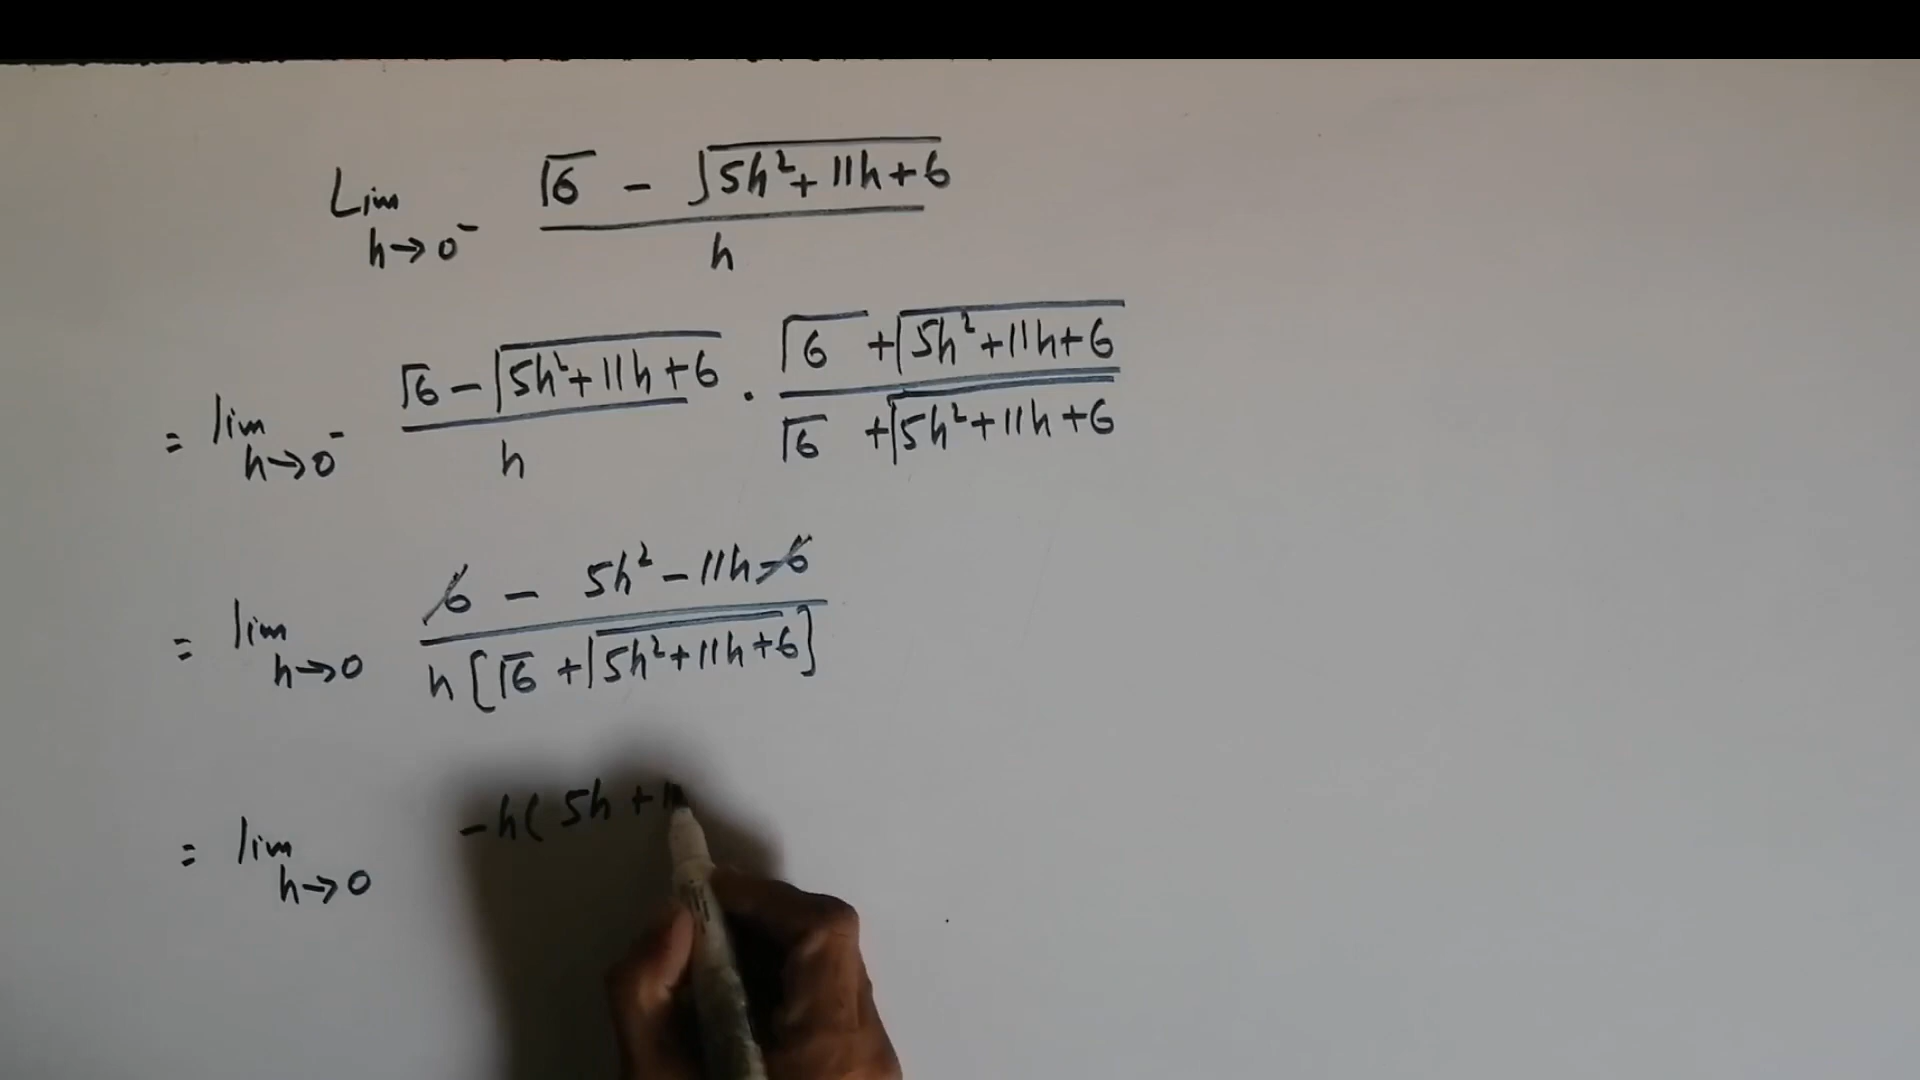 Lim h→0⁻ (√6 - √(5h²+11h+6)) / h
= lim h→0⁻ (√6 - √(5h²+11h+6)) / h · (√6 + √(5h²+11h+6)) / (√6 + √(5h²+11h+6))
= lim h→0 (6 - 5h² - 11h - 6) / (h[√6 + √(5h²+11h+6)])
= lim h→0 -h( 5h +